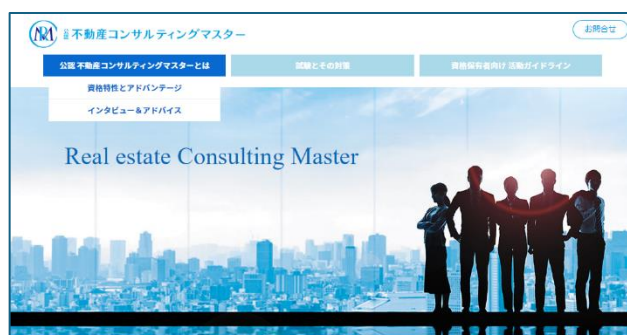 公認 不動産コンサルティングマスター
お問合せ
公認 不動産コンサルティングマスターとは
試験とその対策
資格保有者向け 活動ガイドライン
資格特性とアドバンテージ
インタビュー＆アドバイス
Real estate Consulting Master